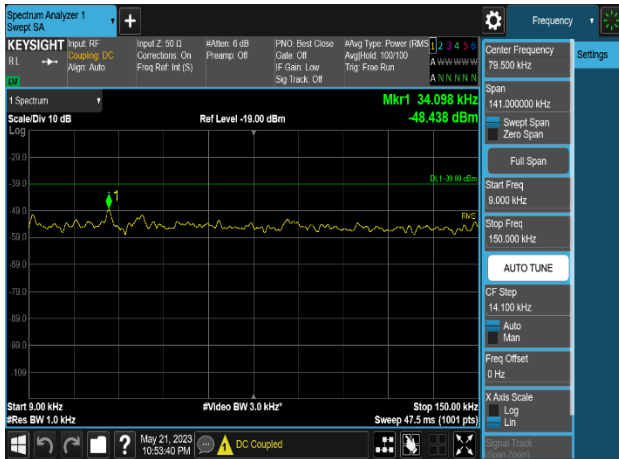 Spectrum Analyzer 1
Swept SA
Frequency
Settings
KEYSIGHT
RL
LU
Input: RF
Coupling: DC
Align: Auto
Input Z: 50 Ω
Corrections: On
Freq Ref: Int (S)
#Atten: 6 dB
Preamp: Off
PNO: Best Close
Gate: Off
IF Gain: Low
Sig Track: Off
#Avg Type: Power (RMS
Avg|Hold: 100/100
Trig: Free Run
1 2 3 4 5 6
A W W W W W
A N N N N N
1 Spectrum
Scale/Div 10 dB
Ref Level -19.00 dBm
Mkr1 34.098 kHz
-48.438 dBm
Log
-29.0
-39.0
-49.0
-59.0
-69.0
-79.0
-89.0
-99.0
-109
DL1 -39.00 dBm
1
RMS
Start 9.00 kHz
#Res BW 1.0 kHz
#Video BW 3.0 kHz*
Stop 150.00 kHz
Sweep 47.5 ms (1001 pts)
Center Frequency
79.500 kHz
Span
141.000000 kHz
Swept Span
Zero Span
Full Span
Start Freq
9.000 kHz
Stop Freq
150.000 kHz
AUTO TUNE
CF Step
14.100 kHz
Auto
Man
Freq Offset
0 Hz
X Axis Scale
Log
Lin
Signal Track
(Span Zoom)
?
May 21, 2023
10:53:40 PM
DC Coupled